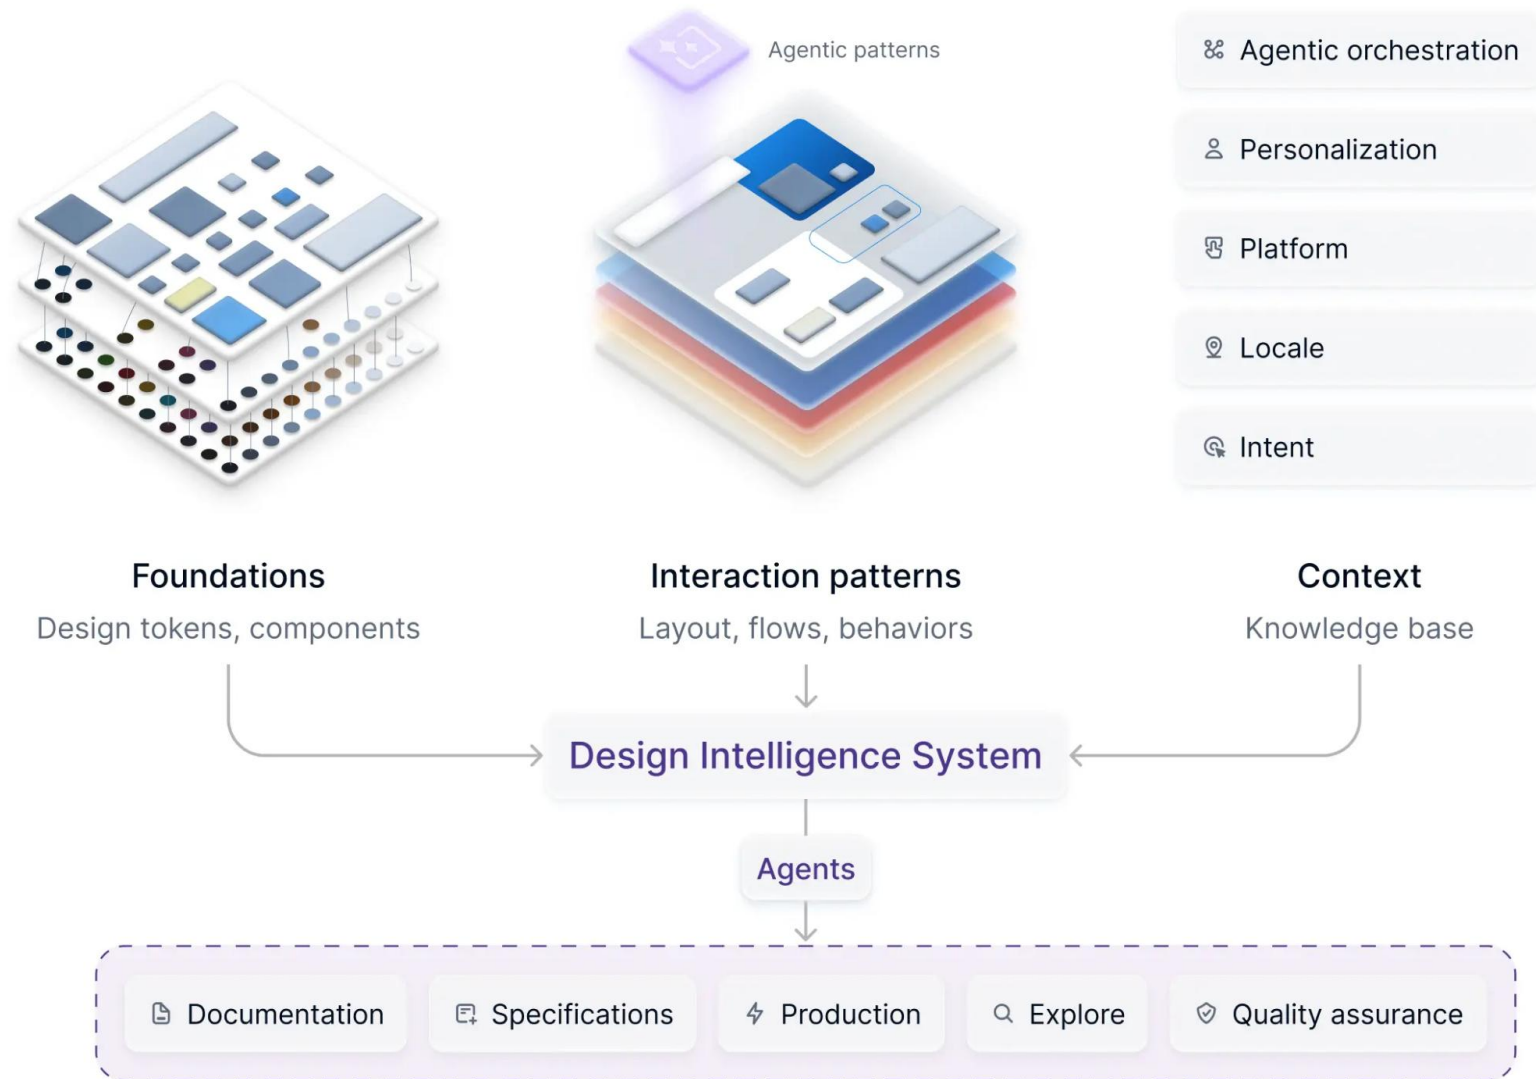 Agentic patterns
Agentic orchestration
Personalization
Platform
Locale
Intent
Foundations
Design tokens, components
Interaction patterns
Layout, flows, behaviors
Context
Knowledge base
Design Intelligence System
Agents
Documentation
Specifications
Production
Explore
Quality assurance